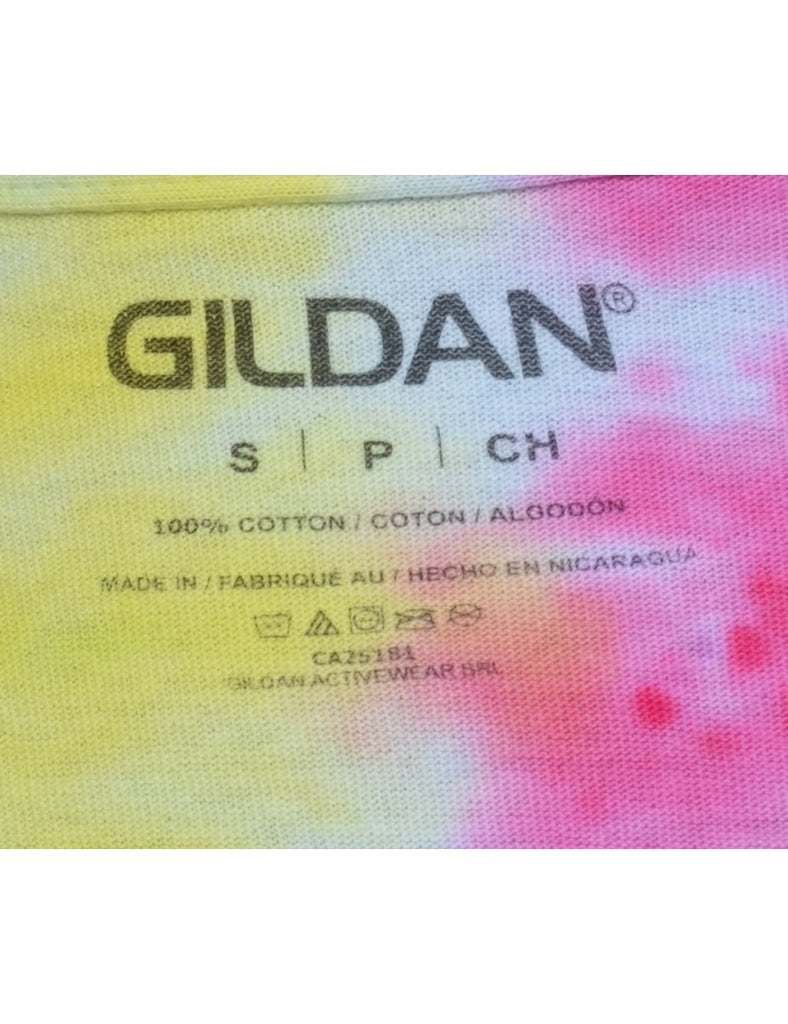 GILDAN®
S | P | CH
100% COTTON / COTON / ALGODÓN
MADE IN / FABRIQUÉ AU / HECHO EN NICARAGUA
CA25181
GILDAN ACTIVEWEAR SRL